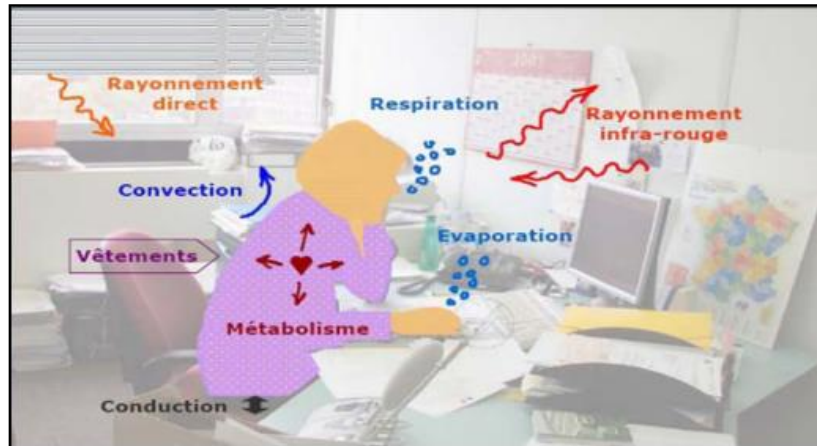 Rayonnement
direct
Respiration
Rayonnement
infra-rouge
Convection
Evaporation
Vêtements
Métabolisme
Conduction